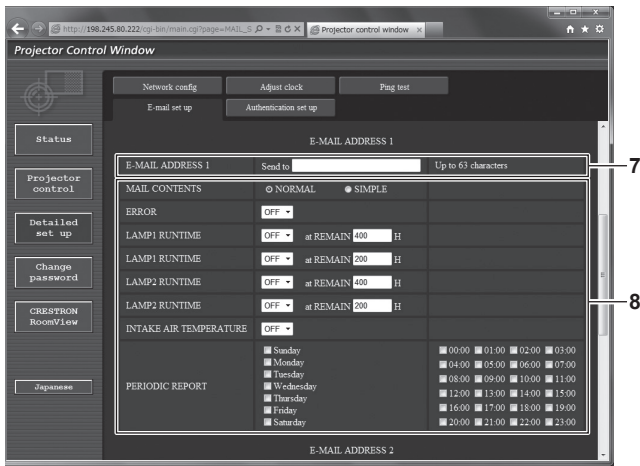 http://198.245.80.222/cgi-bin/main.cgi?page=MAIL_S
Projector control window
Projector Control Window
Network config Adjust clock Ping test
E-mail set up Authentication set up
Status
Projector control
Detailed set up
Change password
CRESTRON RoomView
Japanese
E-MAIL ADDRESS 1
E-MAIL ADDRESS 1 Send to Up to 63 characters 7
MAIL CONTENTS NORMAL SIMPLE
ERROR OFF
LAMP1 RUNTIME OFF at REMAIN 400 H
LAMP1 RUNTIME OFF at REMAIN 200 H
LAMP2 RUNTIME OFF at REMAIN 400 H
LAMP2 RUNTIME OFF at REMAIN 200 H 8
INTAKE AIR TEMPERATURE OFF
PERIODIC REPORT
Sunday
Monday
Tuesday
Wednesday
Thursday
Friday
Saturday
00:00 01:00 02:00 03:00
04:00 05:00 06:00 07:00
08:00 09:00 10:00 11:00
12:00 13:00 14:00 15:00
16:00 17:00 18:00 19:00
20:00 21:00 22:00 23:00
E-MAIL ADDRESS 2